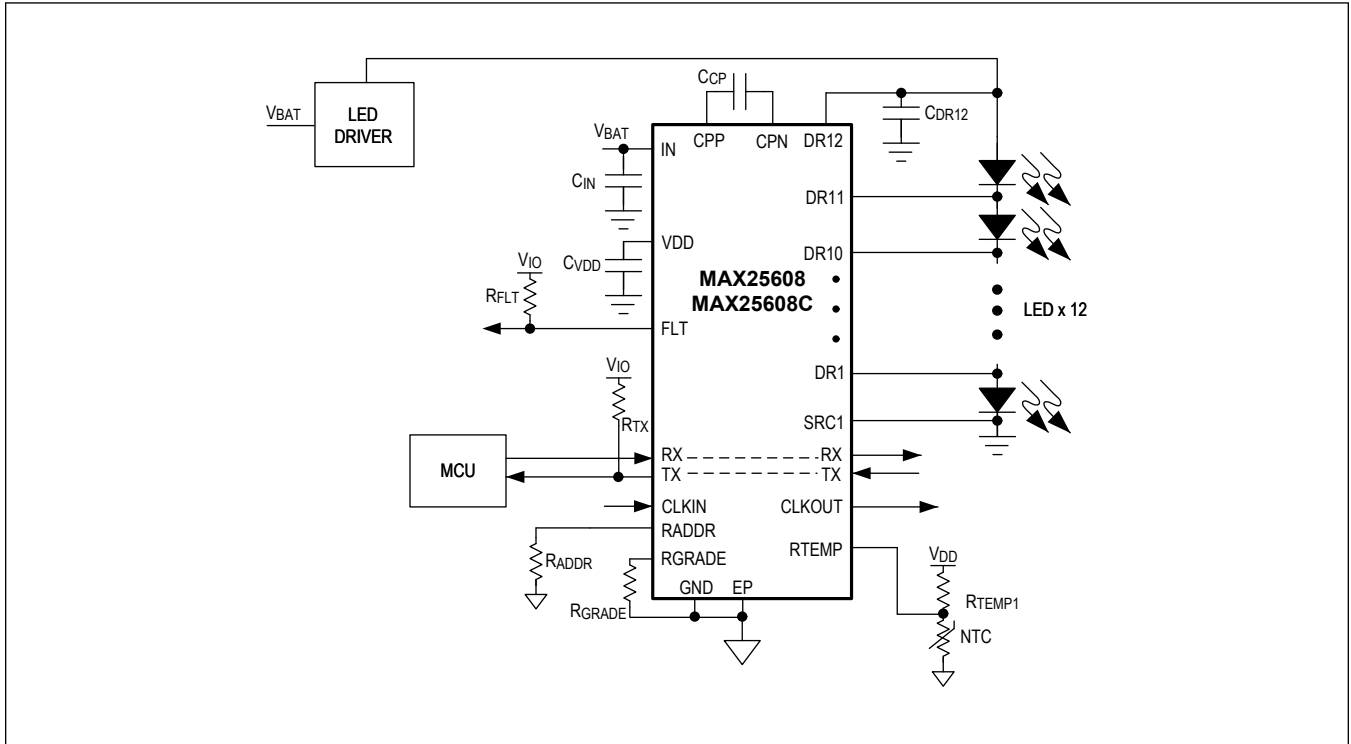 LED
DRIVER
VBAT
CCP
CDR12
VBAT
CPP
CPN
DR12
IN
CIN
DR11
VDD
CVDD
DR10
VIO
RFLT
MAX25608
MAX25608C
LED x 12
FLT
VIO
DR1
RTX
SRC1
MCU
RX
RX
TX
TX
CLKIN
CLKOUT
RADDR
RADDR
RTEMP
VDD
RGRADE
GND
EP
RTEMP1
RGRADE
NTC